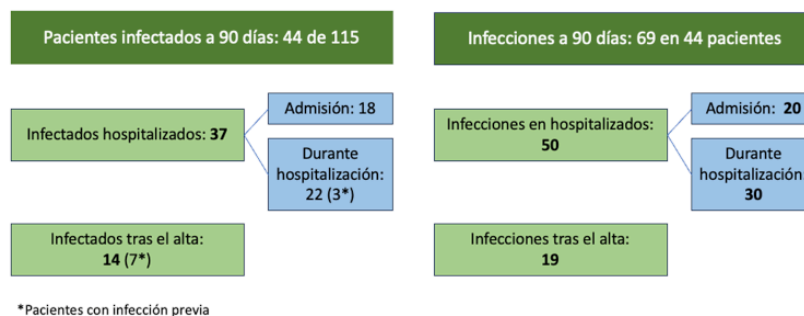 Pacientes infectados a 90 días: 44 de 115
Infectados hospitalizados: 37
Admisión: 18
Durante
hospitalización:
22 (3*)
Infectados tras el alta:
14 (7*)
*Pacientes con infección previa
Infecciones a 90 días: 69 en 44 pacientes
Infecciones en hospitalizados:
50
Admisión: 20
Durante
hospitalización:
30
Infecciones tras el alta:
19